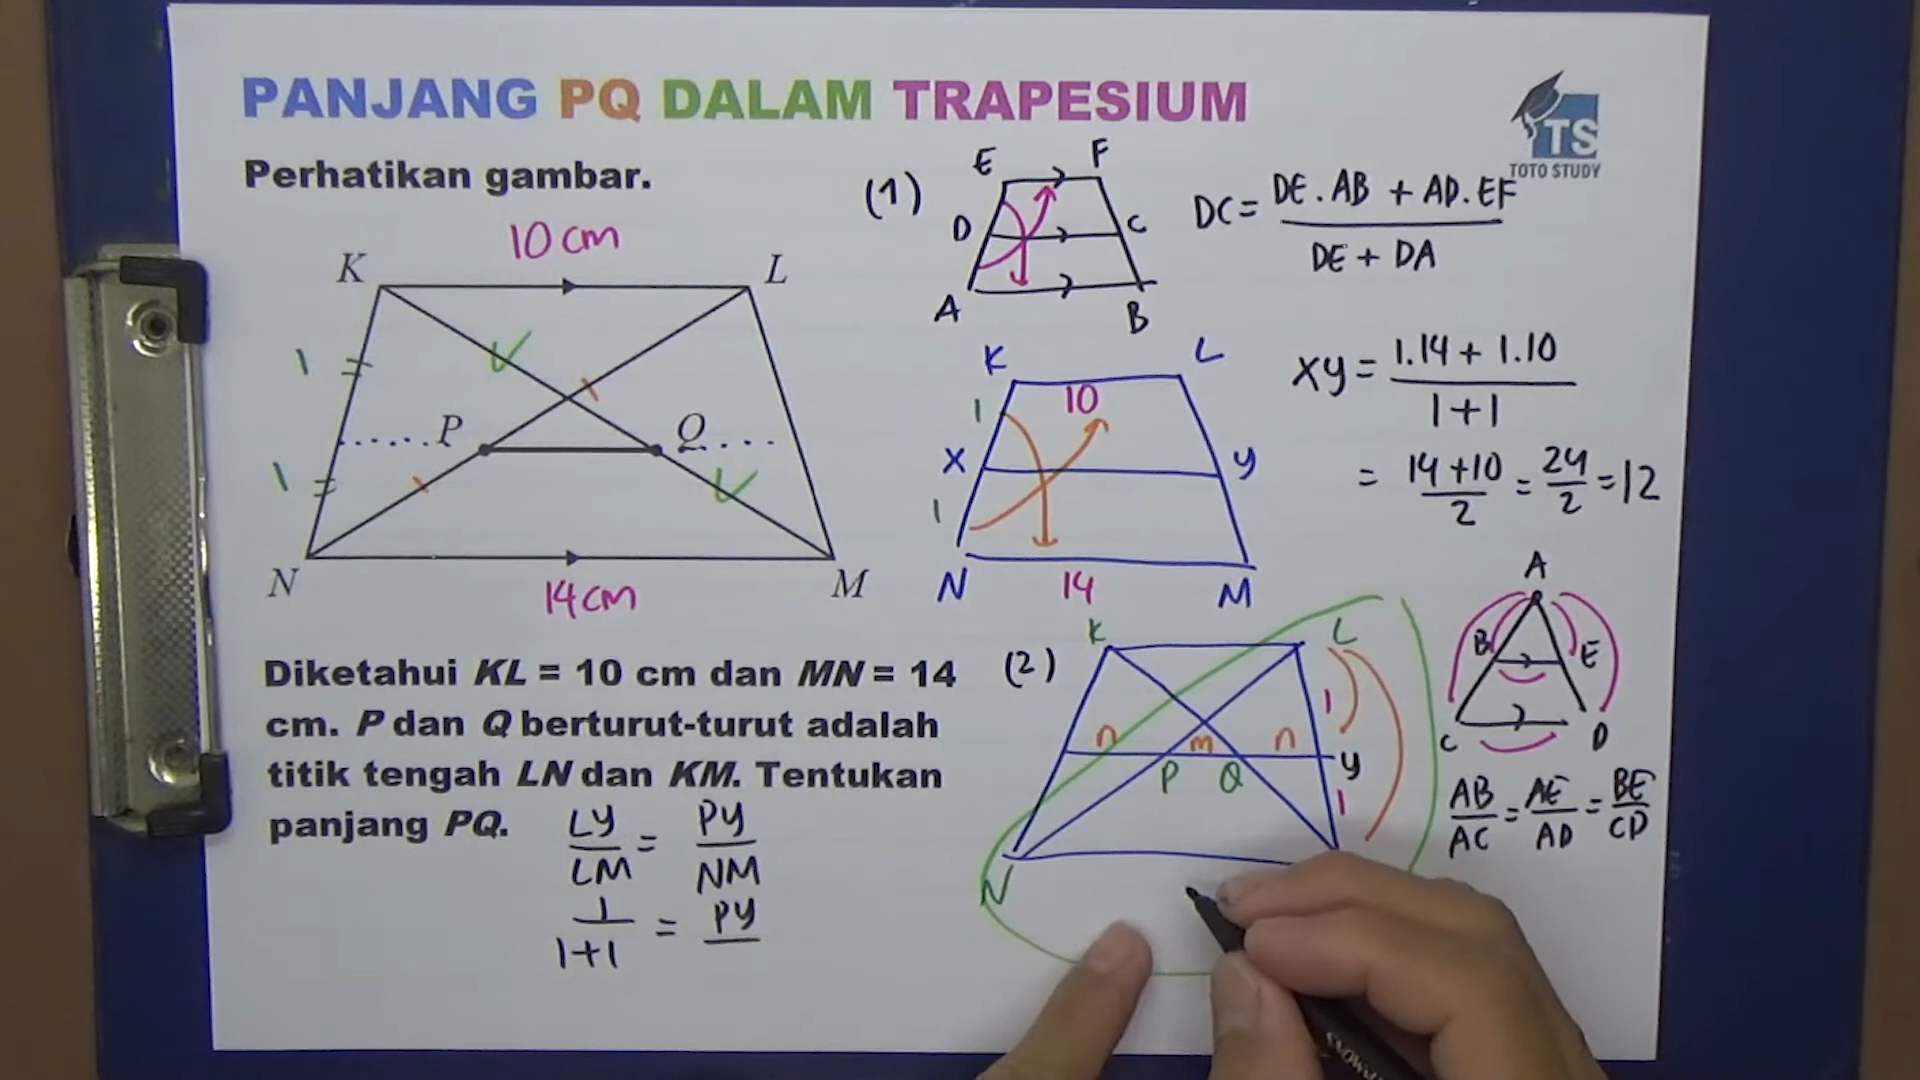 PANJANG PQ DALAM TRAPESIUM
TS
TOTO STUDY
Perhatikan gambar.
10 cm
K L
1
P Q
1
N M
14 cm
Diketahui KL = 10 cm dan MN = 14
cm. P dan Q berturut-turut adalah
titik tengah LN dan KM. Tentukan
panjang PQ.
LY/LM = PY/NM
1/1+1 = PY
(1)
E F
D C
A B
DC = DE . AB + AD . EF / DE + DA
K L
1 10
X Y
1
N 14 M
XY = 1.14 + 1.10 / 1+1
= 14+10/2 = 24/2 = 12
(2)
K L
1
n m n
P Q Y
1
N
A
B E
C D
AB/AC = AE/AD = BE/CD